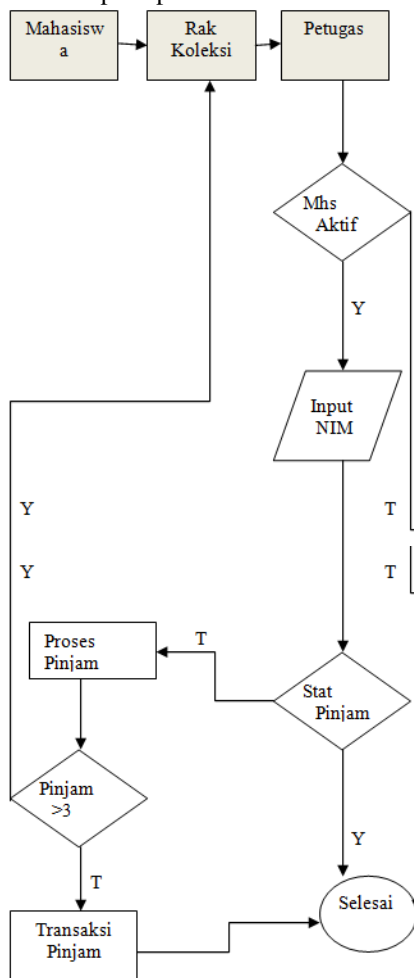 Mahasisw
a
Rak
Koleksi
Petugas
Mhs
Aktif
Y
Input
NIM
Y
T
Y
T
Proses
Pinjam
T
Stat
Pinjam
Pinjam
>3
Y
T
Selesai
Transaksi
Pinjam